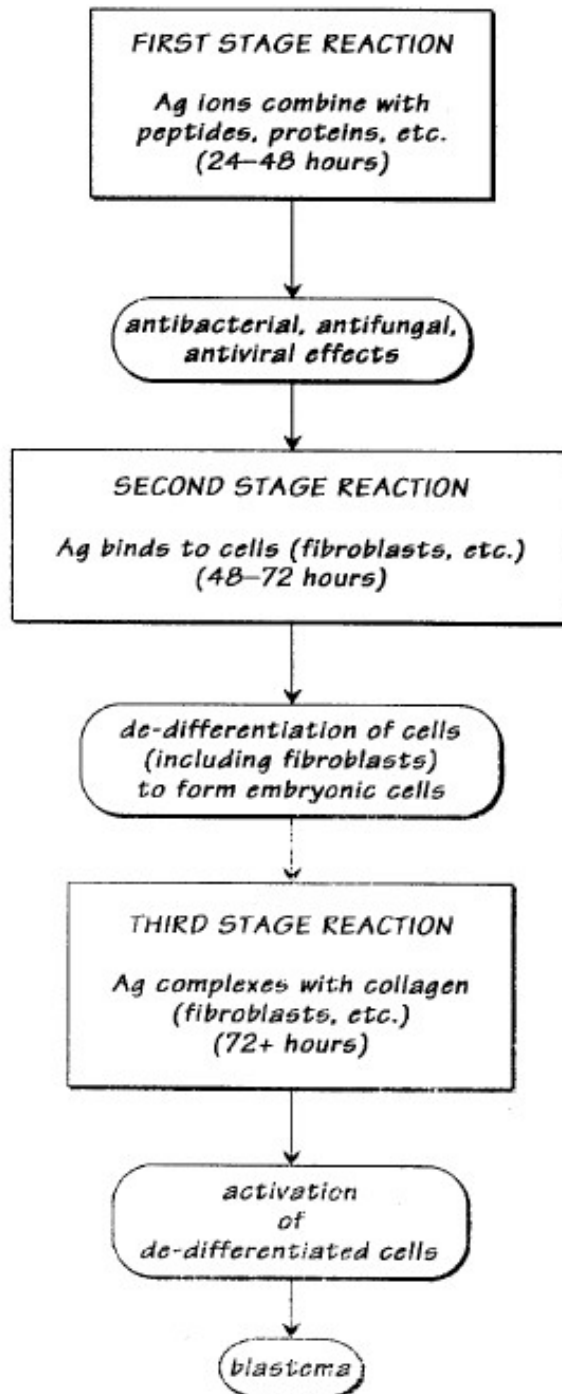 FIRST STAGE REACTION
Ag ions combine with
peptides, proteins, etc.
(24–48 hours)
antibacterial, antifungal,
antiviral effects
SECOND STAGE REACTION
Ag binds to cells (fibroblasts, etc.)
(48–72 hours)
de-differentiation of cells
(including fibroblasts)
to form embryonic cells
THIRD STAGE REACTION
Ag complexes with collagen
(fibroblasts, etc.)
(72+ hours)
activation
of
de-differentiated cells
blastema